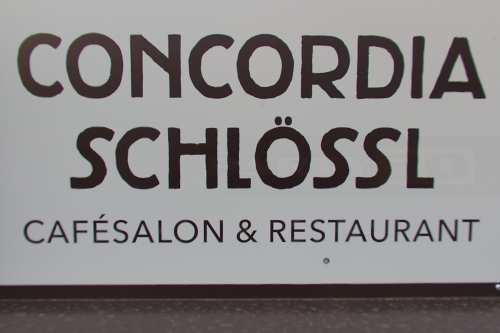 CONCORDIA
SCHLÖSSL
CAFÉSALON & RESTAURANT